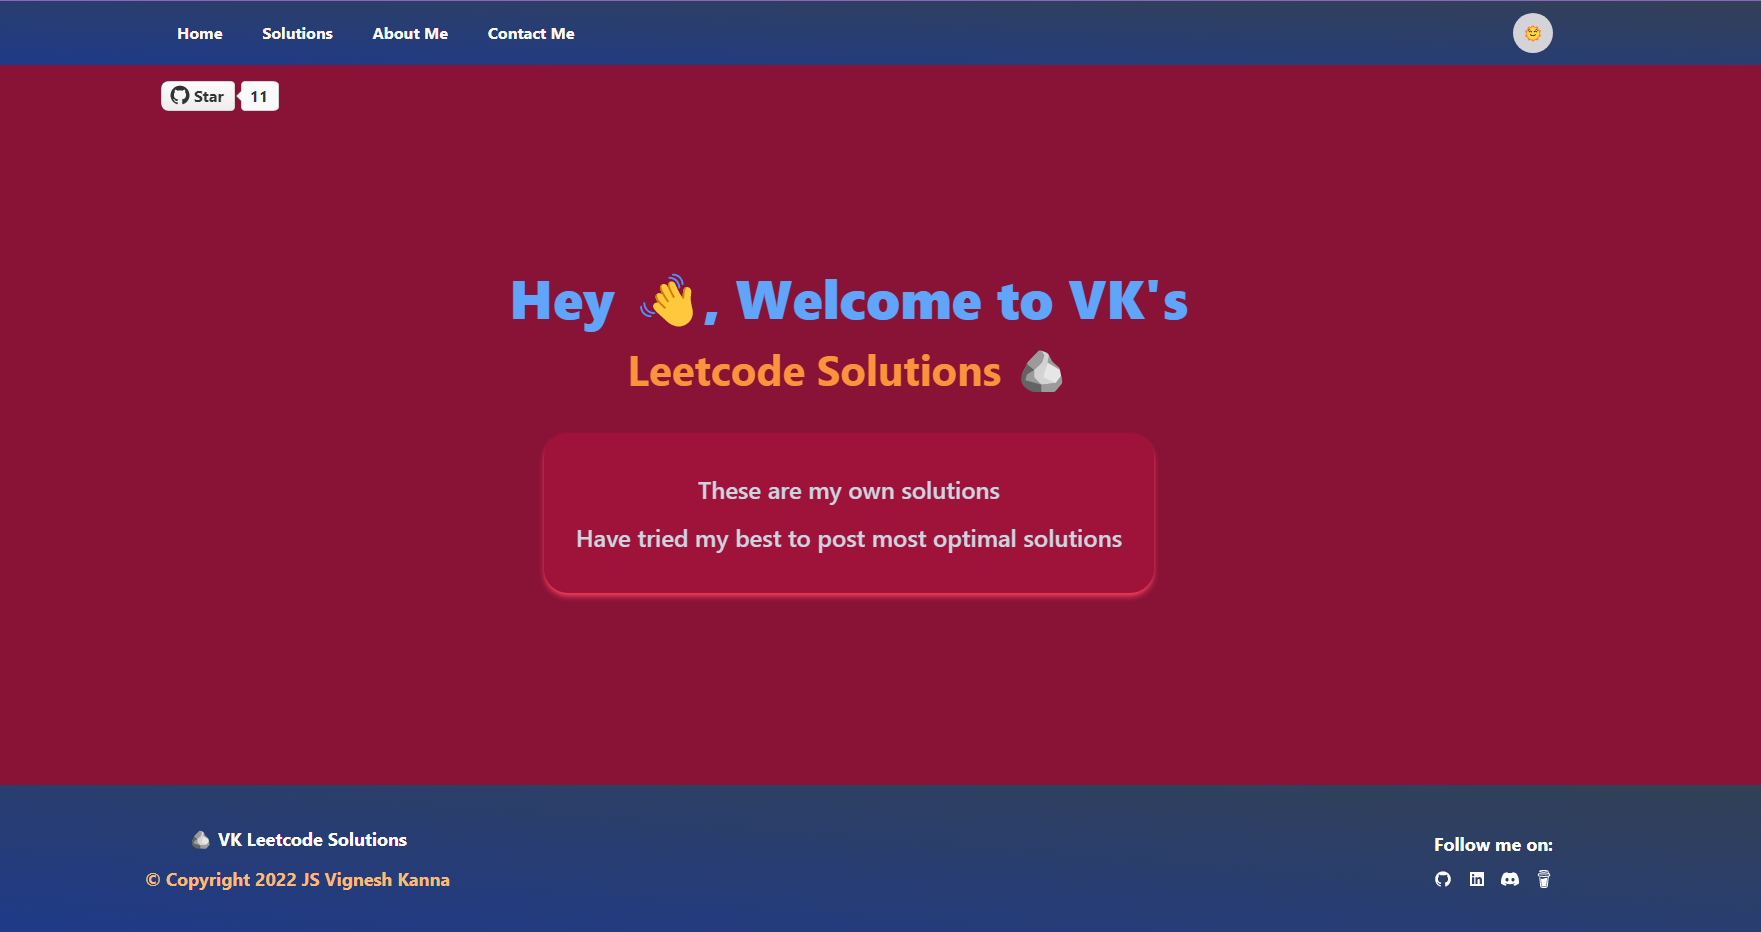 Home Solutions About Me Contact Me
Star 11
Hey 👋, Welcome to VK's
Leetcode Solutions
These are my own solutions
Have tried my best to post most optimal solutions
VK Leetcode Solutions
© Copyright 2022 JS Vignesh Kanna
Follow me on: